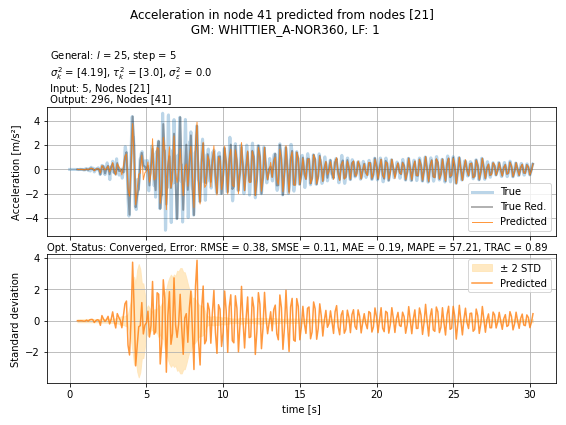 Acceleration in node 41 predicted from nodes [21]
GM: WHITTIER_A-NOR360, LF: 1
General: l = 25, step = 5
σ²ₖ = [4.19], τ²ₖ = [3.0], σ²ε = 0.0
Input: 5, Nodes [21]
Output: 296, Nodes [41]
Acceleration [m/s²]
4
2
0
−2
−4
True
True Red.
Predicted
Opt. Status: Converged, Error: RMSE = 0.38, SMSE = 0.11, MAE = 0.19, MAPE = 57.21, TRAC = 0.89
Standard deviation
4
2
0
−2
± 2 STD
Predicted
0 5 10 15 20 25 30
time [s]